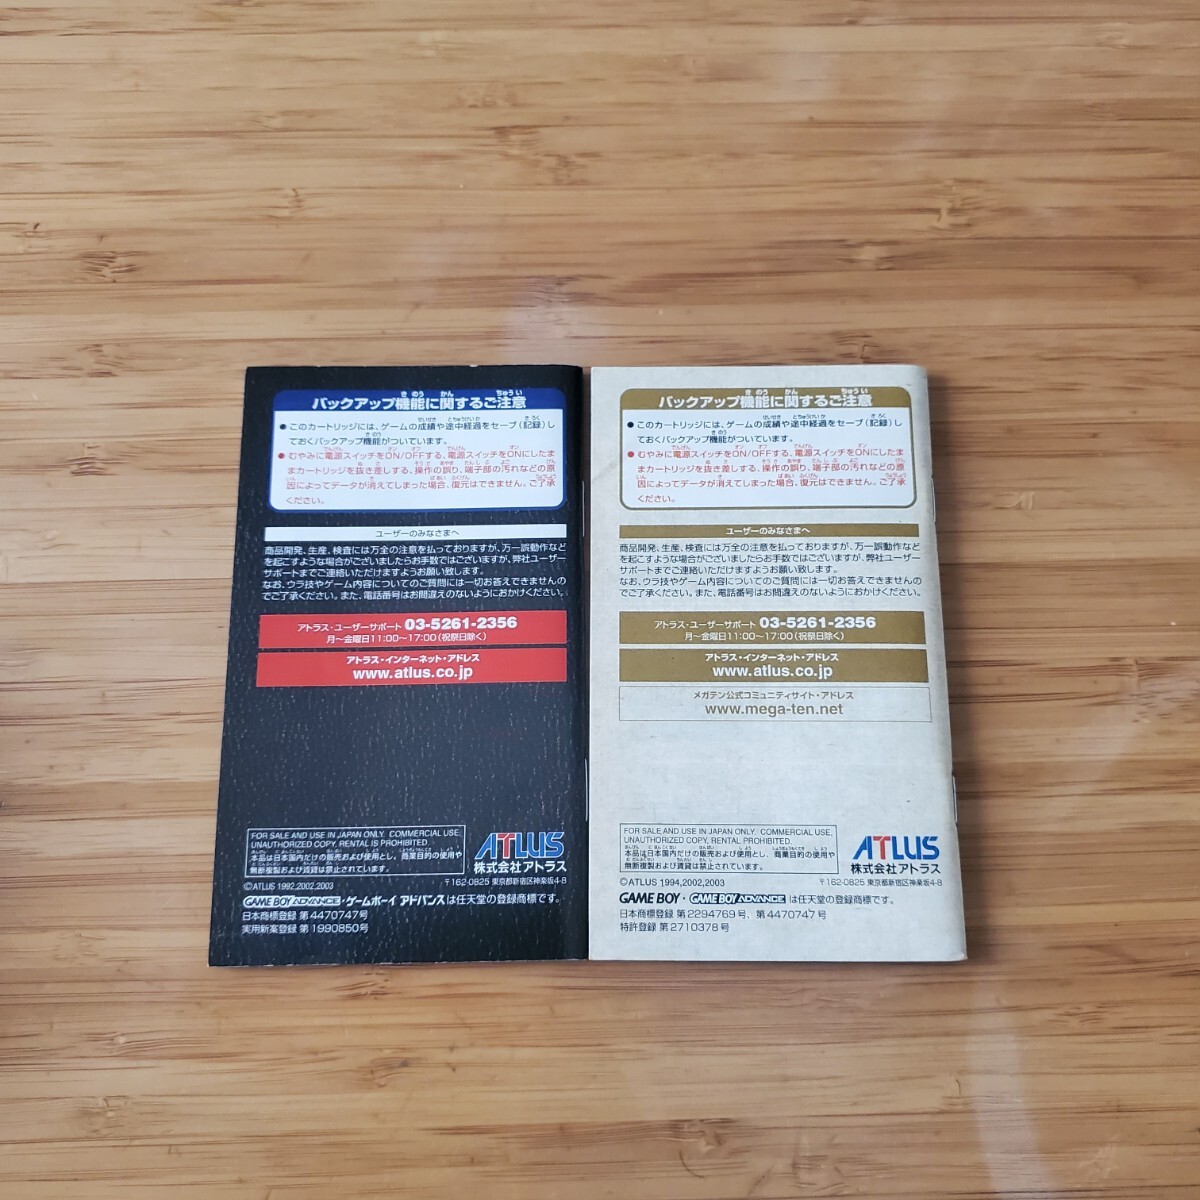 バックアップ機能に関するご注意
● このカートリッジには、ゲームの成績や途中経過をセーブ(記録)し
ておくバックアップ機能がついています。
● むやみに電源スイッチをON/OFFする、電源スイッチをONにしたま
まカートリッジを抜き差しする、操作の誤り、端子部の汚れなどの原
因によってデータが消えてしまった場合、復元はできません。ご了承
ください。
ユーザーのみなさまへ
商品開発、生産、検査には万全の注意を払っておりますが、万一誤動作など
を起こすような場合がございましたらお手数ではございますが、弊社ユーザー
サポートまでご連絡いただけますようお願い致します。
なお、ウラ技やゲーム内容についてのご質問には一切お答えできませんの
でご了承ください。また、電話番号はお間違えのないようにおかけください。
アトラス・ユーザーサポート 03-5261-2356
月〜金曜日11:00〜17:00(祝祭日除く)
アトラス・インターネット・アドレス
www.atlus.co.jp
FOR SALE AND USE IN JAPAN ONLY. COMMERCIAL USE,
UNAUTHORIZED COPY, RENTAL IS PROHIBITED.
本品は日本国内だけの販売および使用とし、商業目的の使用や
無断複製および賃貸は禁止されています。
ATLUS
株式会社アトラス
〒162-0825 東京都新宿区神楽坂4-8
©ATLUS 1992,2002,2003
GAME BOY ADVANCE・ゲームボーイ アドバンスは任天堂の登録商標です。
日本商標登録 第4470747号
実用新案登録 第1990850号
バックアップ機能に関するご注意
● このカートリッジには、ゲームの成績や途中経過をセーブ(記録)し
ておくバックアップ機能がついています。
● むやみに電源スイッチをON/OFFする、電源スイッチをONにしたま
まカートリッジを抜き差しする、操作の誤り、端子部の汚れなどの原
因によってデータが消えてしまった場合、復元はできません。ご了承
ください。
ユーザーのみなさまへ
商品開発、生産、検査には万全の注意を払っておりますが、万一誤動作など
を起こすような場合がございましたらお手数ではございますが、弊社ユーザー
サポートまでご連絡いただけますようお願い致します。
なお、ウラ技やゲーム内容についてのご質問には一切お答えできませんの
でご了承ください。また、電話番号はお間違えのないようにおかけください。
アトラス・ユーザーサポート 03-5261-2356
月〜金曜日11:00〜17:00(祝祭日除く)
アトラス・インターネット・アドレス
www.atlus.co.jp
メガテン公式コミュニティサイト・アドレス
www.mega-ten.net
FOR SALE AND USE IN JAPAN ONLY. COMMERCIAL USE,
UNAUTHORIZED COPY, RENTAL PROHIBITED.
本品は日本国内だけの販売および使用とし、商業目的の使用や
無断複製および賃貸は禁止されています。
ATLUS
株式会社アトラス
〒162-0825 東京都新宿区神楽坂4-8
©ATLUS 1994,2002,2003
GAME BOY・GAME BOY ADVANCEは任天堂の登録商標です。
日本商標登録 第2294769号、第4470747号
特許登録 第2710378号